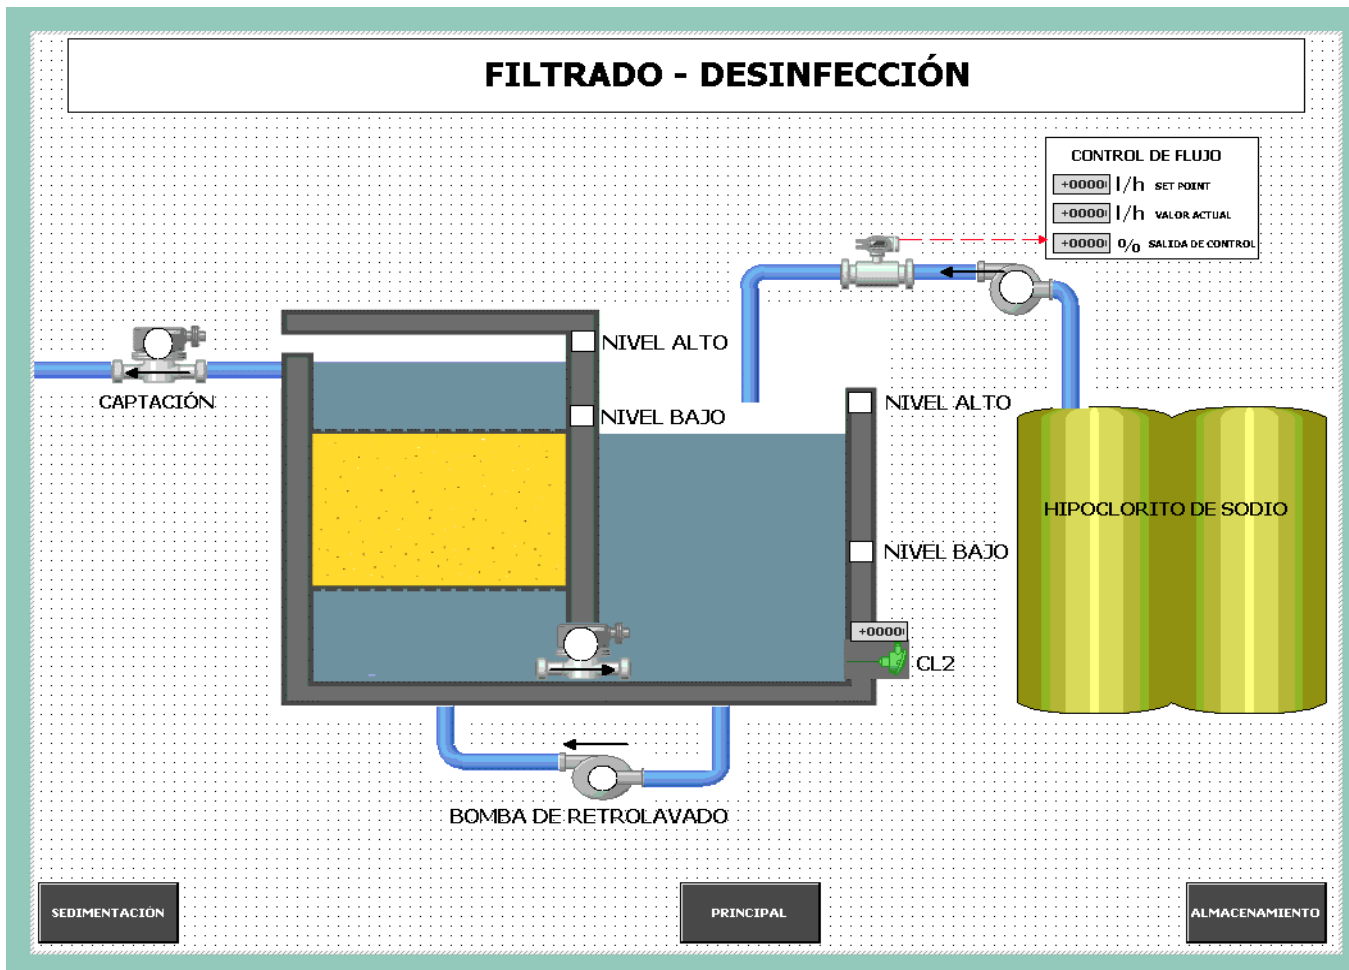 FILTRADO - DESINFECCIÓN
CONTROL DE FLUJO
+0000 l/h SET POINT
+0000 l/h VALOR ACTUAL
+0000 % SALIDA DE CONTROL
NIVEL ALTO
CAPTACIÓN
NIVEL BAJO
NIVEL ALTO
HIPOCLORITO DE SODIO
NIVEL BAJO
+0000
CL2
BOMBA DE RETROLAVADO
SEDIMENTACIÓN
PRINCIPAL
ALMACENAMIENTO